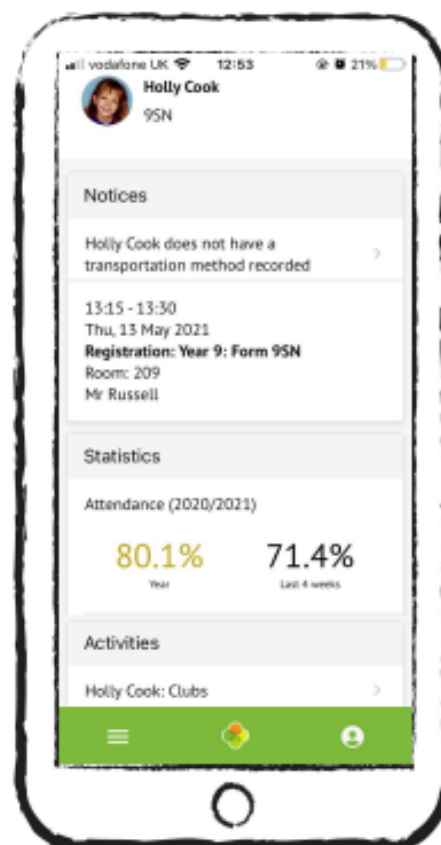 vodafone UK 12:53 21%
Holly Cook
9SN
Notices
Holly Cook does not have a
transportation method recorded
13:15 - 13:30
Thu, 13 May 2021
Registration: Year 9: Form 9SN
Room: 209
Mr Russell
Statistics
Attendance (2020/2021)
80.1% 71.4%
Year Last 4 weeks
Activities
Holly Cook: Clubs